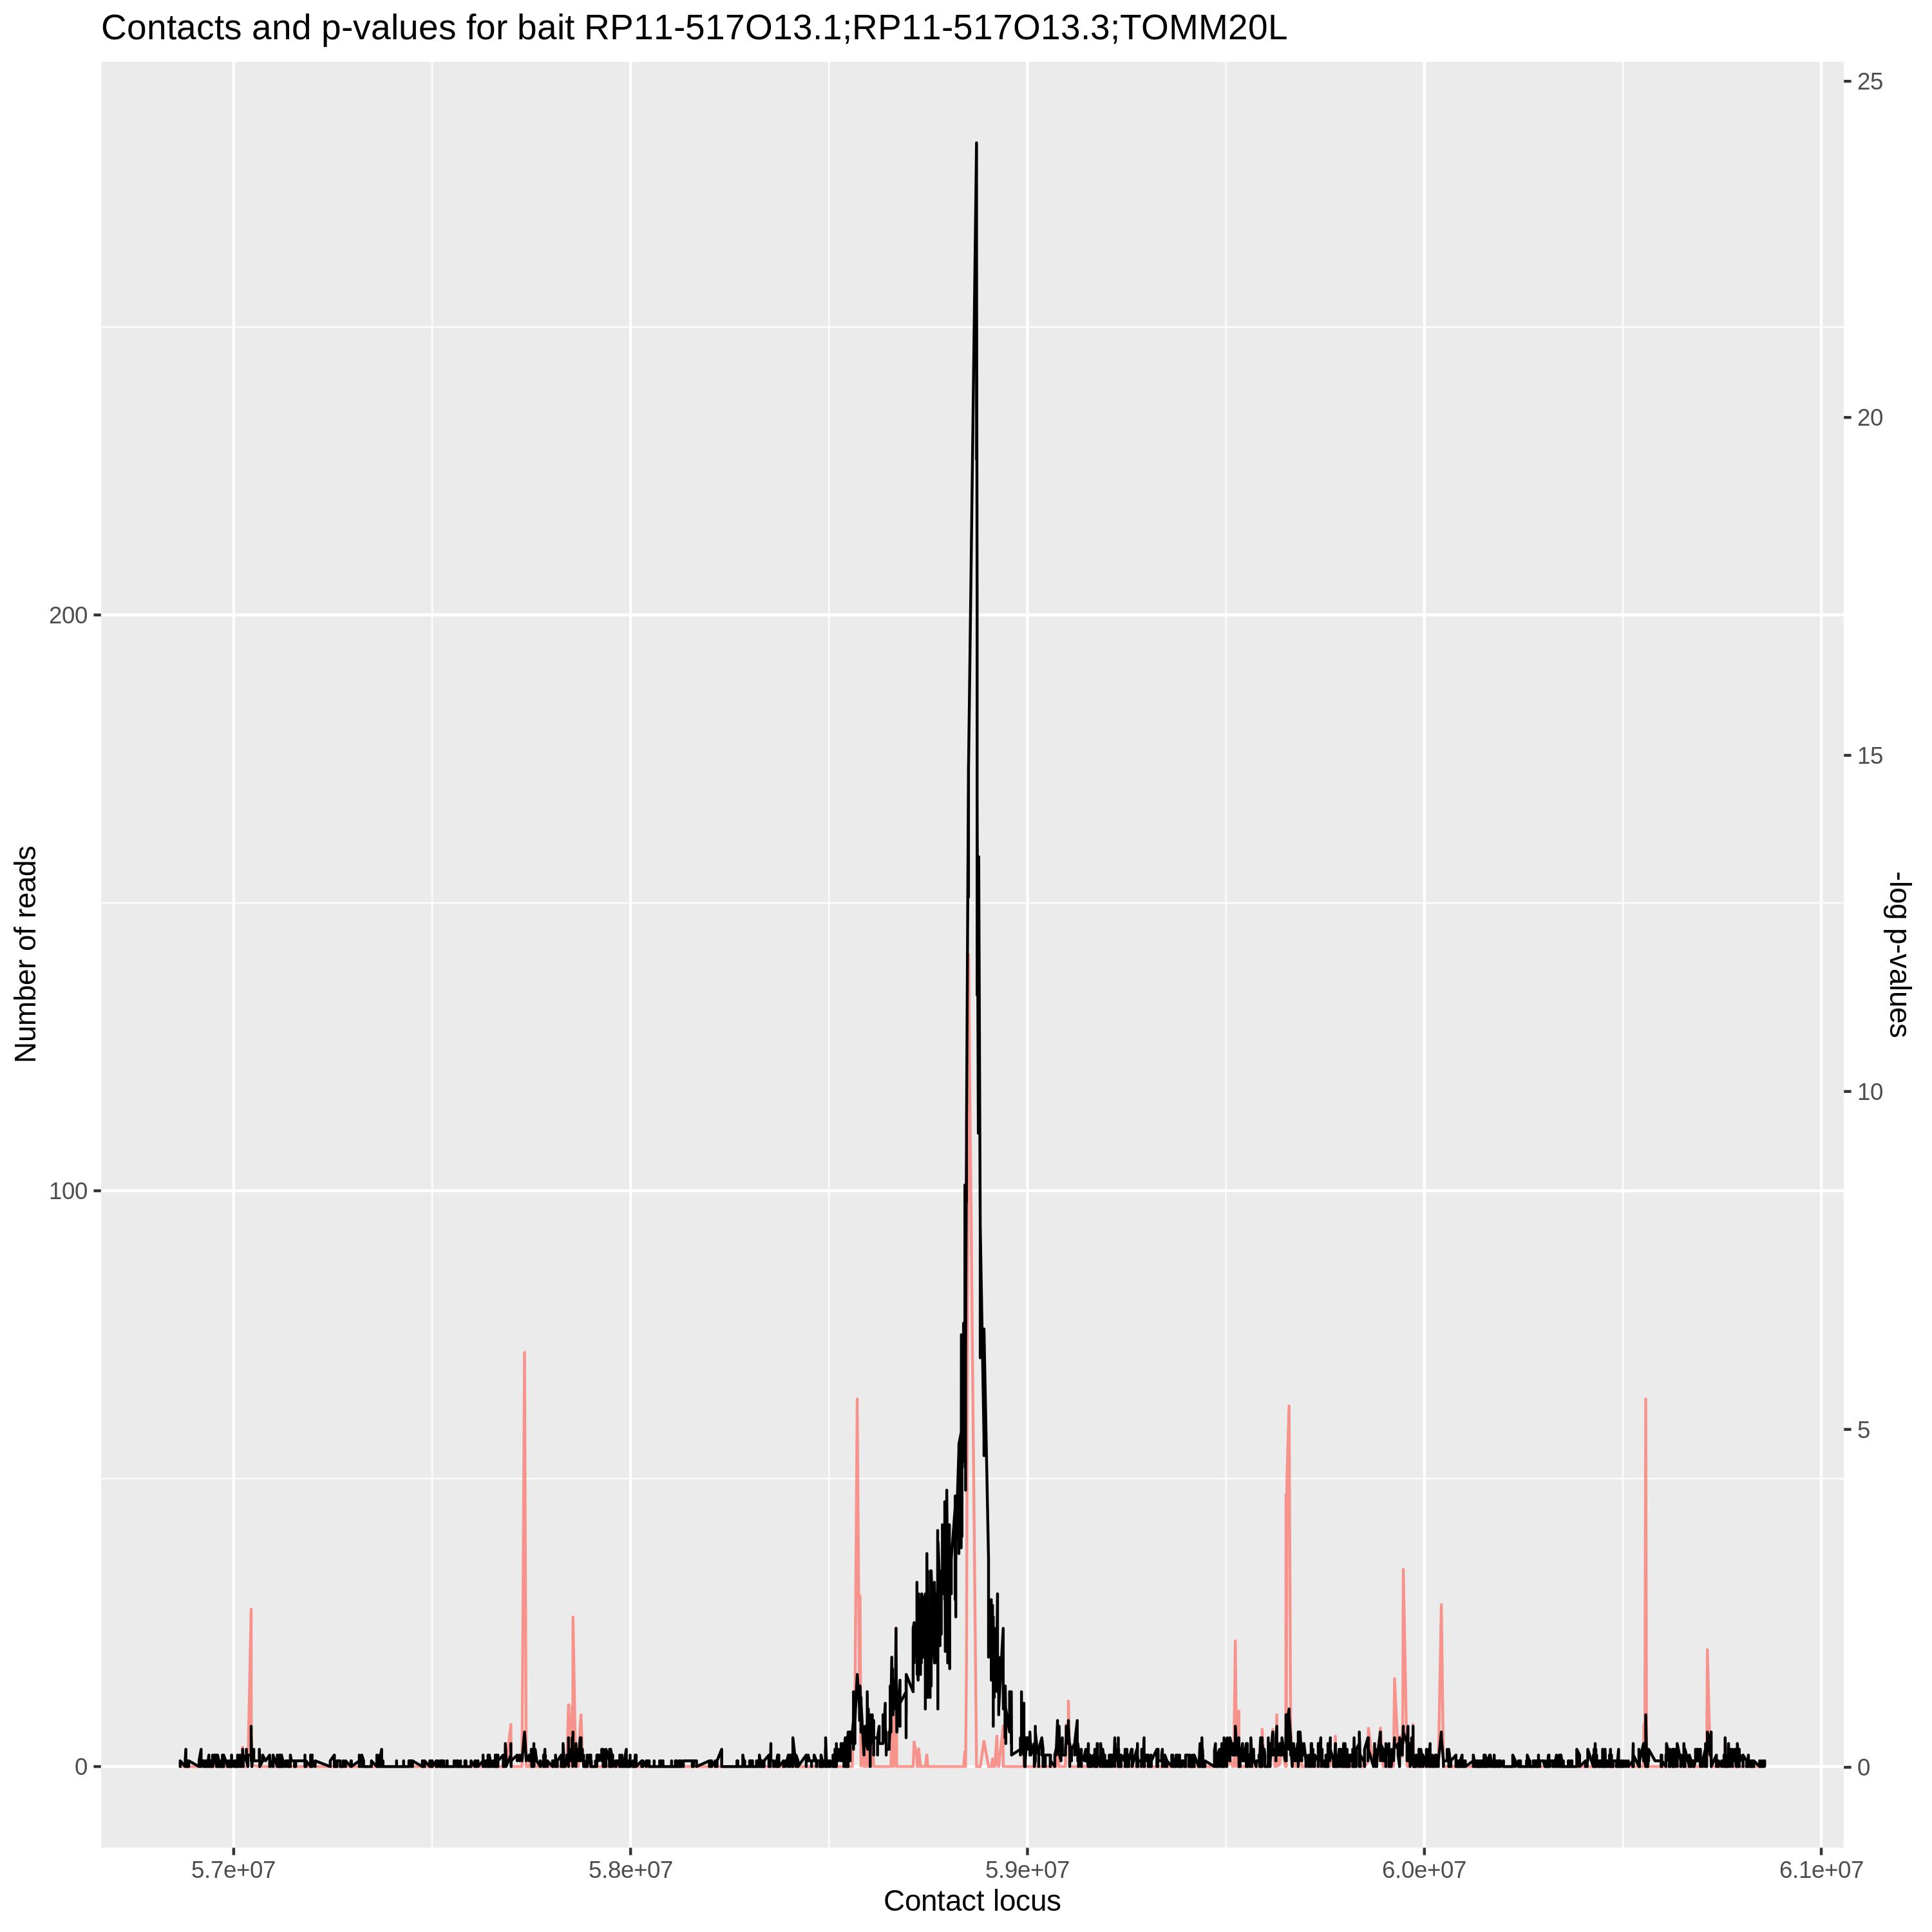 Contacts and p-values for bait RP11-517O13.1;RP11-517O13.3;TOMM20L
25
20
15
10
5
0
-log p-values
200
100
0
Number of reads
5.7e+07 5.8e+07 5.9e+07 6.0e+07 6.1e+07
Contact locus